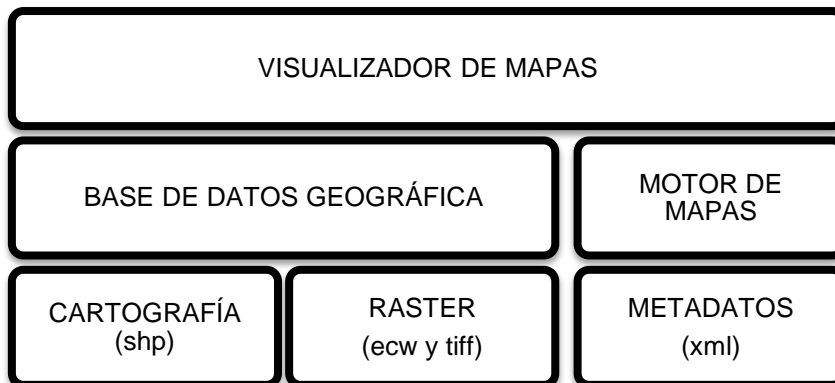 VISUALIZADOR DE MAPAS
BASE DE DATOS GEOGRÁFICA
MOTOR DE
MAPAS
CARTOGRAFÍA
(shp)
RASTER
(ecw y tiff)
METADATOS
(xml)